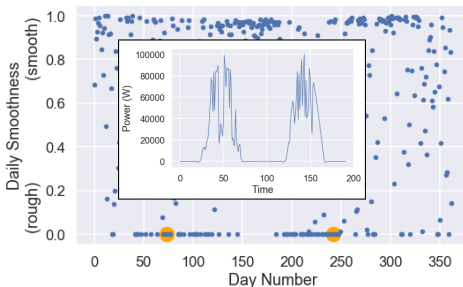 Daily Smoothness
(rough) (smooth)
1.0
0.8
0.6
0.4
0.2
0.0
Power (W)
100000
80000
60000
40000
20000
0
0 50 100 150 200
Time
0 50 100 150 200 250 300 350
Day Number